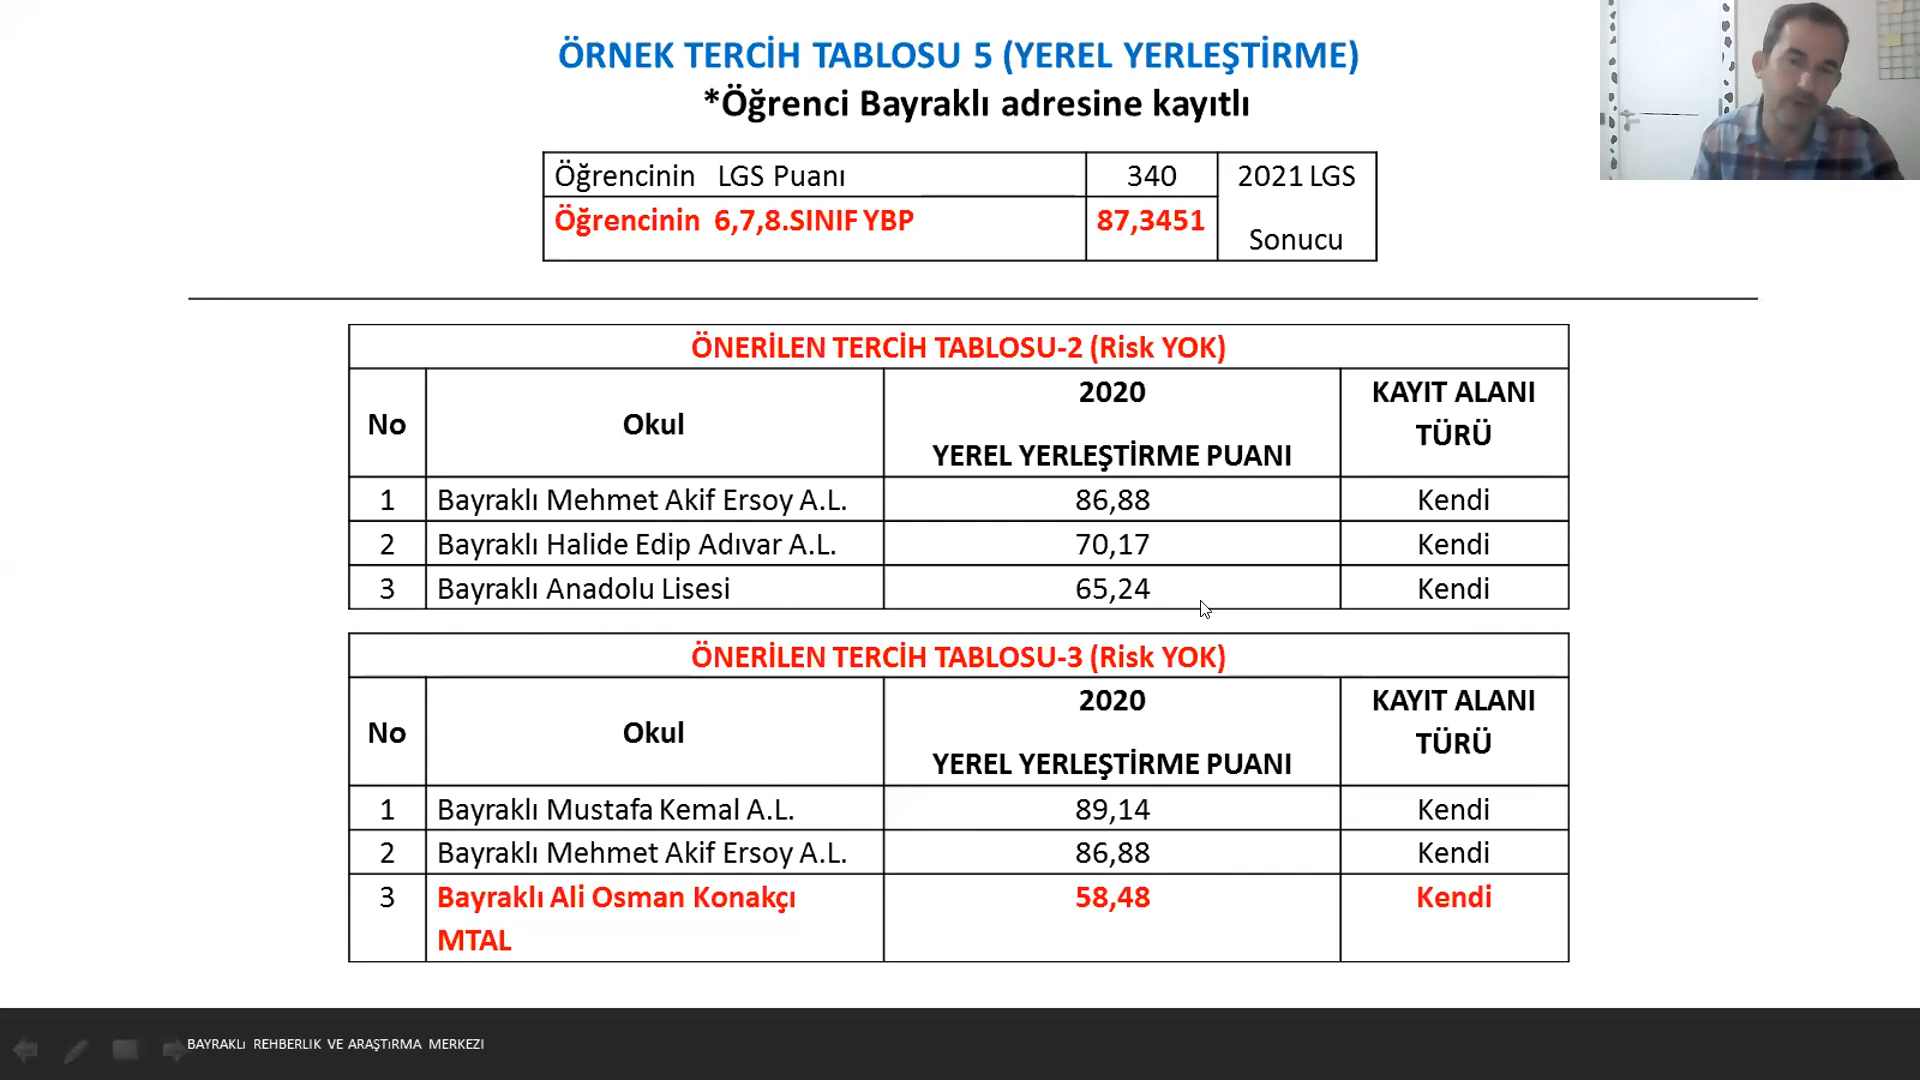 ÖRNEK TERCİH TABLOSU 5 (YEREL YERLEŞTİRME)
*Öğrenci Bayraklı adresine kayıtlı
Öğrencinin LGS Puanı 340 2021 LGS
Öğrencinin 6,7,8.SINIF YBP 87,3451
Sonucu
ÖNERİLEN TERCİH TABLOSU-2 (Risk YOK)
No Okul 2020 YEREL YERLEŞTİRME PUANI KAYIT ALANI TÜRÜ
1 Bayraklı Mehmet Akif Ersoy A.L. 86,88 Kendi
2 Bayraklı Halide Edip Adıvar A.L. 70,17 Kendi
3 Bayraklı Anadolu Lisesi 65,24 Kendi
ÖNERİLEN TERCİH TABLOSU-3 (Risk YOK)
No Okul 2020 YEREL YERLEŞTİRME PUANI KAYIT ALANI TÜRÜ
1 Bayraklı Mustafa Kemal A.L. 89,14 Kendi
2 Bayraklı Mehmet Akif Ersoy A.L. 86,88 Kendi
3 Bayraklı Ali Osman Konakçı 58,48 Kendi
MTAL
BAYRAKLı REHBERLIK VE ARAŞTıRMA MERKEZI